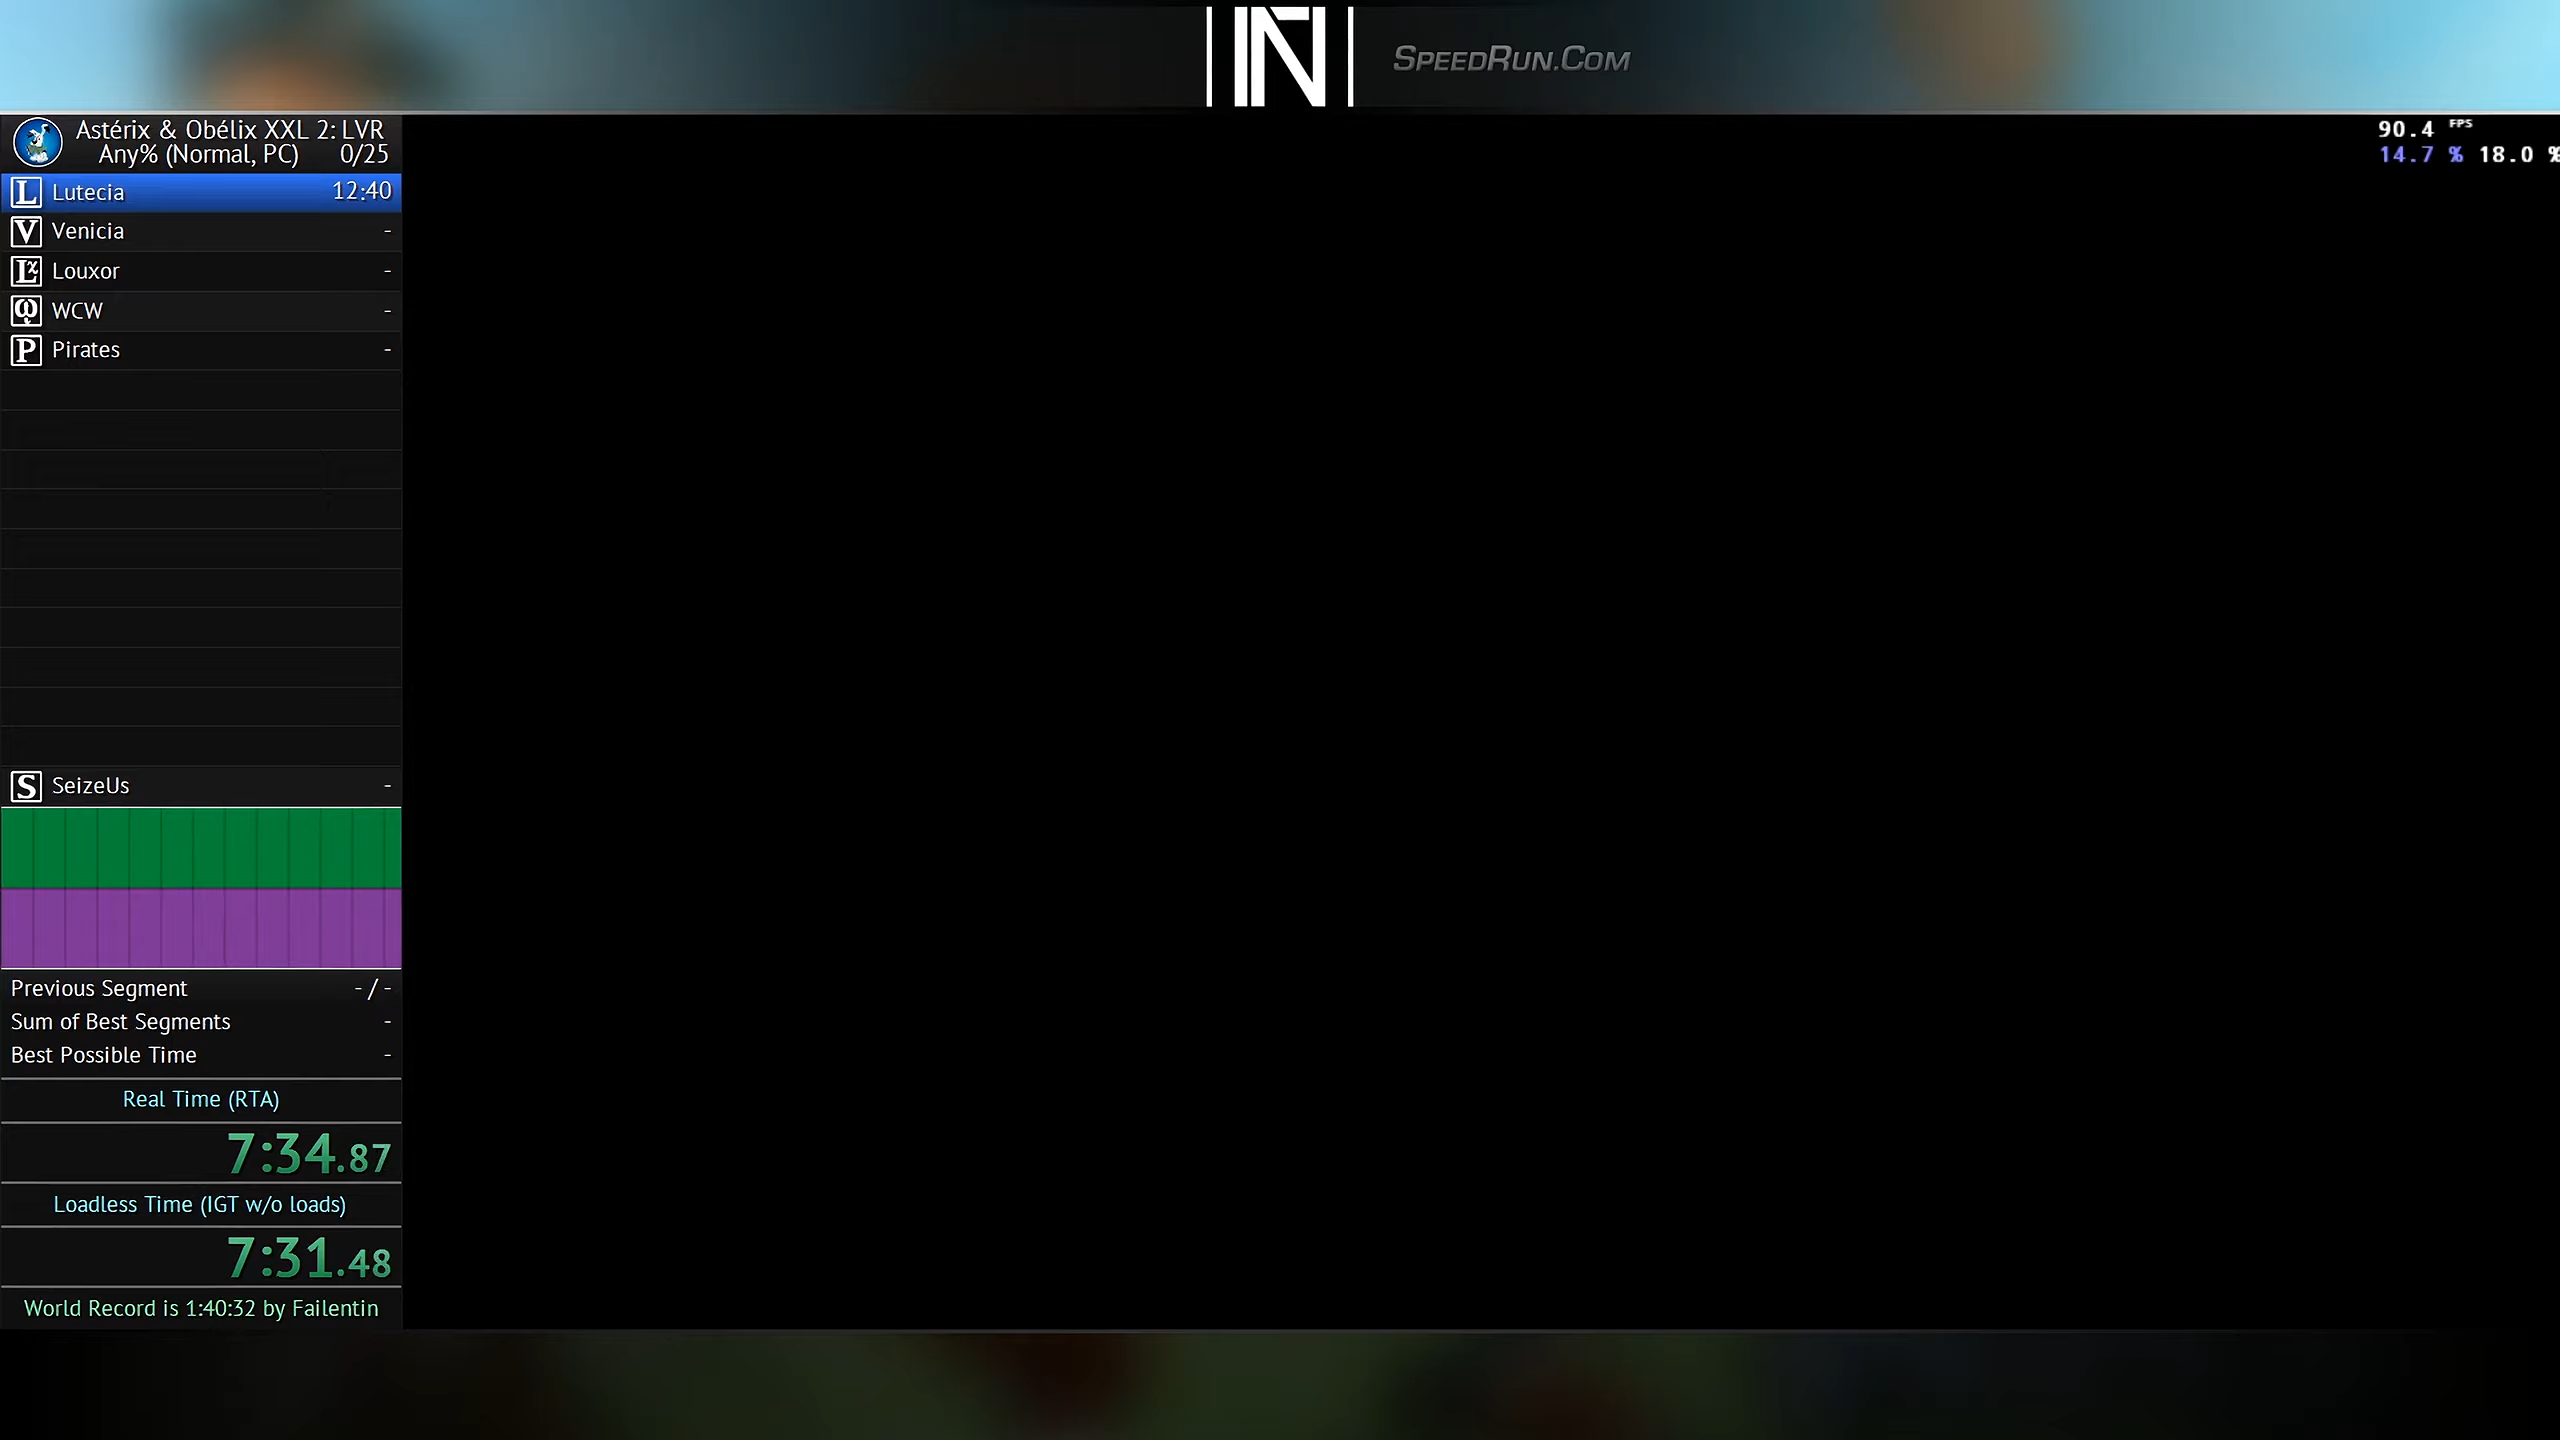 IN
SPEEDRUN.COM
Astérix & Obélix XXL 2: LVR
Any% (Normal, PC) 0/25
L Lutecia 12:40
V Venicia -
Lx Louxor -
WCW -
P Pirates -
S SeizeUs -
Previous Segment - / -
Sum of Best Segments -
Best Possible Time -
Real Time (RTA)
7:34.87
Loadless Time (IGT w/o loads)
7:31.48
World Record is 1:40:32 by Failentin
90.4 FPS
14.7 % 18.0 %